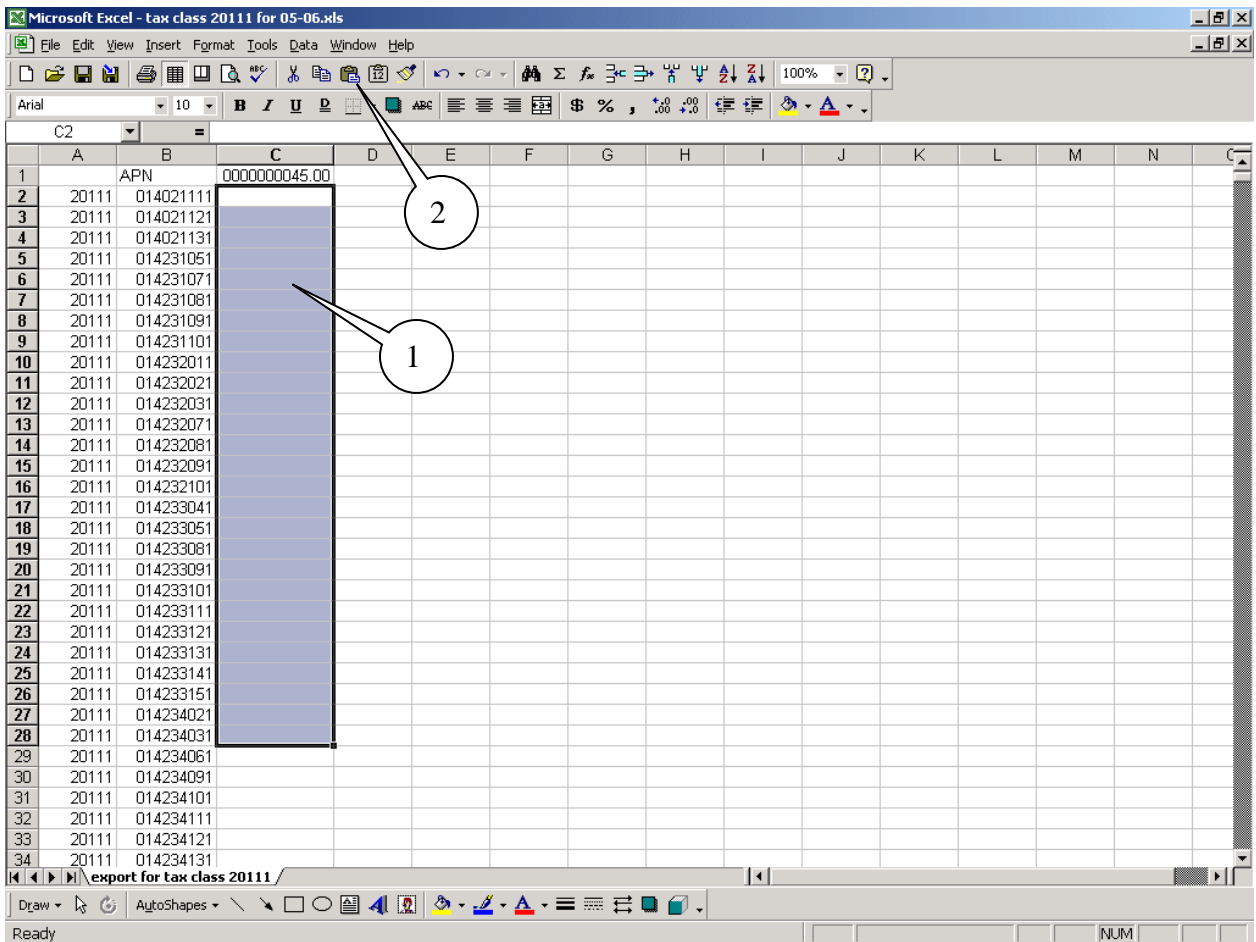 Microsoft Excel - tax class 20111 for 05-06.xls
File Edit View Insert Format Tools Data Window Help
100%
Arial 10 B I U D ABC $ % ,
C2 =
A B C D E F G H I J K L M N
1 APN 0000000045.00
2 20111 014021111
3 20111 014021121
4 20111 014021131
5 20111 014231051
6 20111 014231071
7 20111 014231081
8 20111 014231091
9 20111 014231101
10 20111 014232011
11 20111 014232021
12 20111 014232031
13 20111 014232071
14 20111 014232081
15 20111 014232091
16 20111 014232101
17 20111 014233041
18 20111 014233051
19 20111 014233081
20 20111 014233091
21 20111 014233101
22 20111 014233111
23 20111 014233121
24 20111 014233131
25 20111 014233141
26 20111 014233151
27 20111 014234021
28 20111 014234031
29 20111 014234061
30 20111 014234091
31 20111 014234101
32 20111 014234111
33 20111 014234121
34 20111 014234131
2
1
export for tax class 20111
Draw AutoShapes
Ready NUM